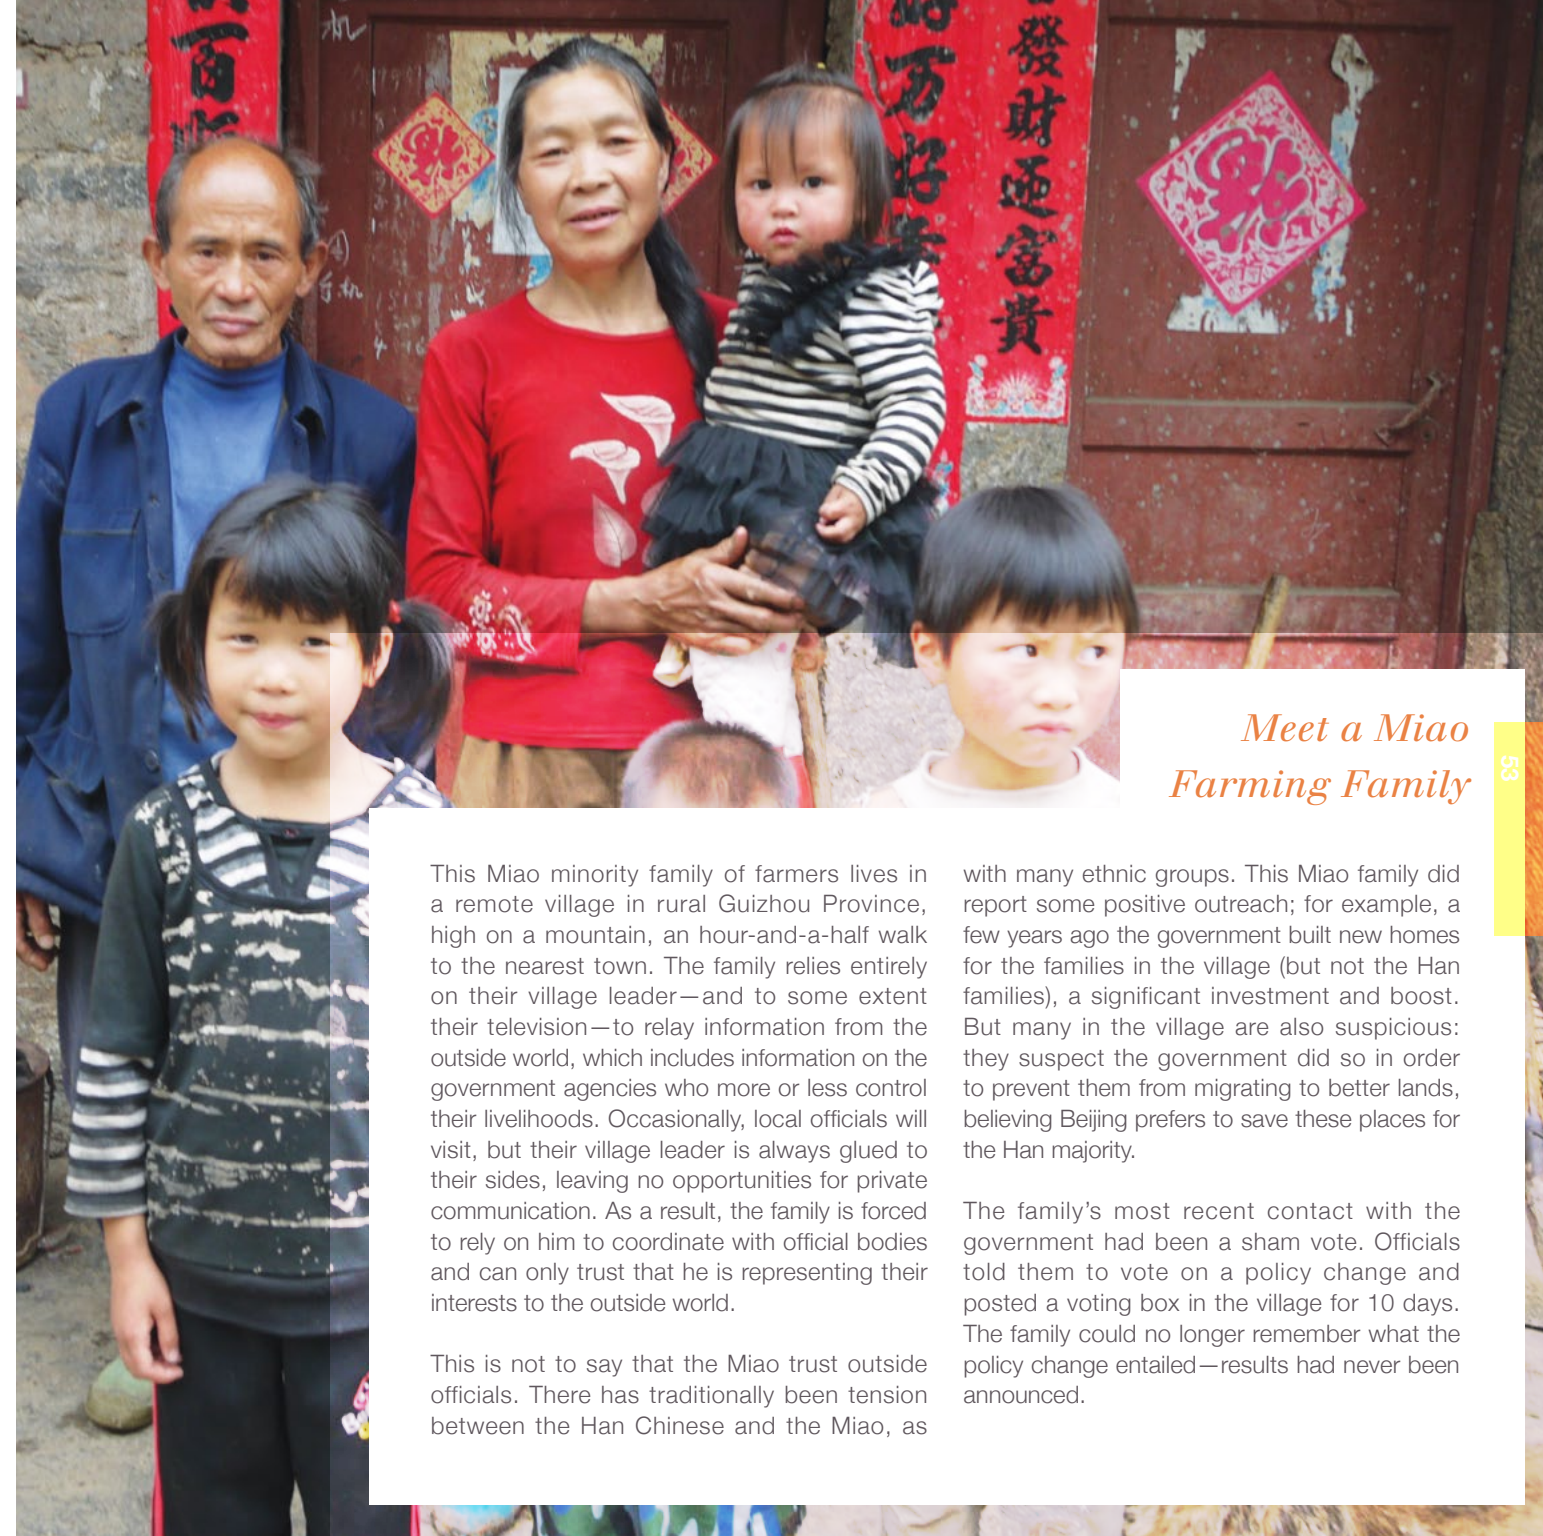 机
百
好万好
發財迊富貴
Meet a Miao
Farming Family
53
This Miao minority family of farmers lives in
a remote village in rural Guizhou Province,
high on a mountain, an hour-and-a-half walk
to the nearest town. The family relies entirely
on their village leader—and to some extent
their television—to relay information from the
outside world, which includes information on the
government agencies who more or less control
their livelihoods. Occasionally, local officials will
visit, but their village leader is always glued to
their sides, leaving no opportunities for private
communication. As a result, the family is forced
to rely on him to coordinate with official bodies
and can only trust that he is representing their
interests to the outside world.
This is not to say that the Miao trust outside
officials. There has traditionally been tension
between the Han Chinese and the Miao, as
with many ethnic groups. This Miao family did
report some positive outreach; for example, a
few years ago the government built new homes
for the families in the village (but not the Han
families), a significant investment and boost.
But many in the village are also suspicious:
they suspect the government did so in order
to prevent them from migrating to better lands,
believing Beijing prefers to save these places for
the Han majority.
The family’s most recent contact with the
government had been a sham vote. Officials
told them to vote on a policy change and
posted a voting box in the village for 10 days.
The family could no longer remember what the
policy change entailed—results had never been
announced.